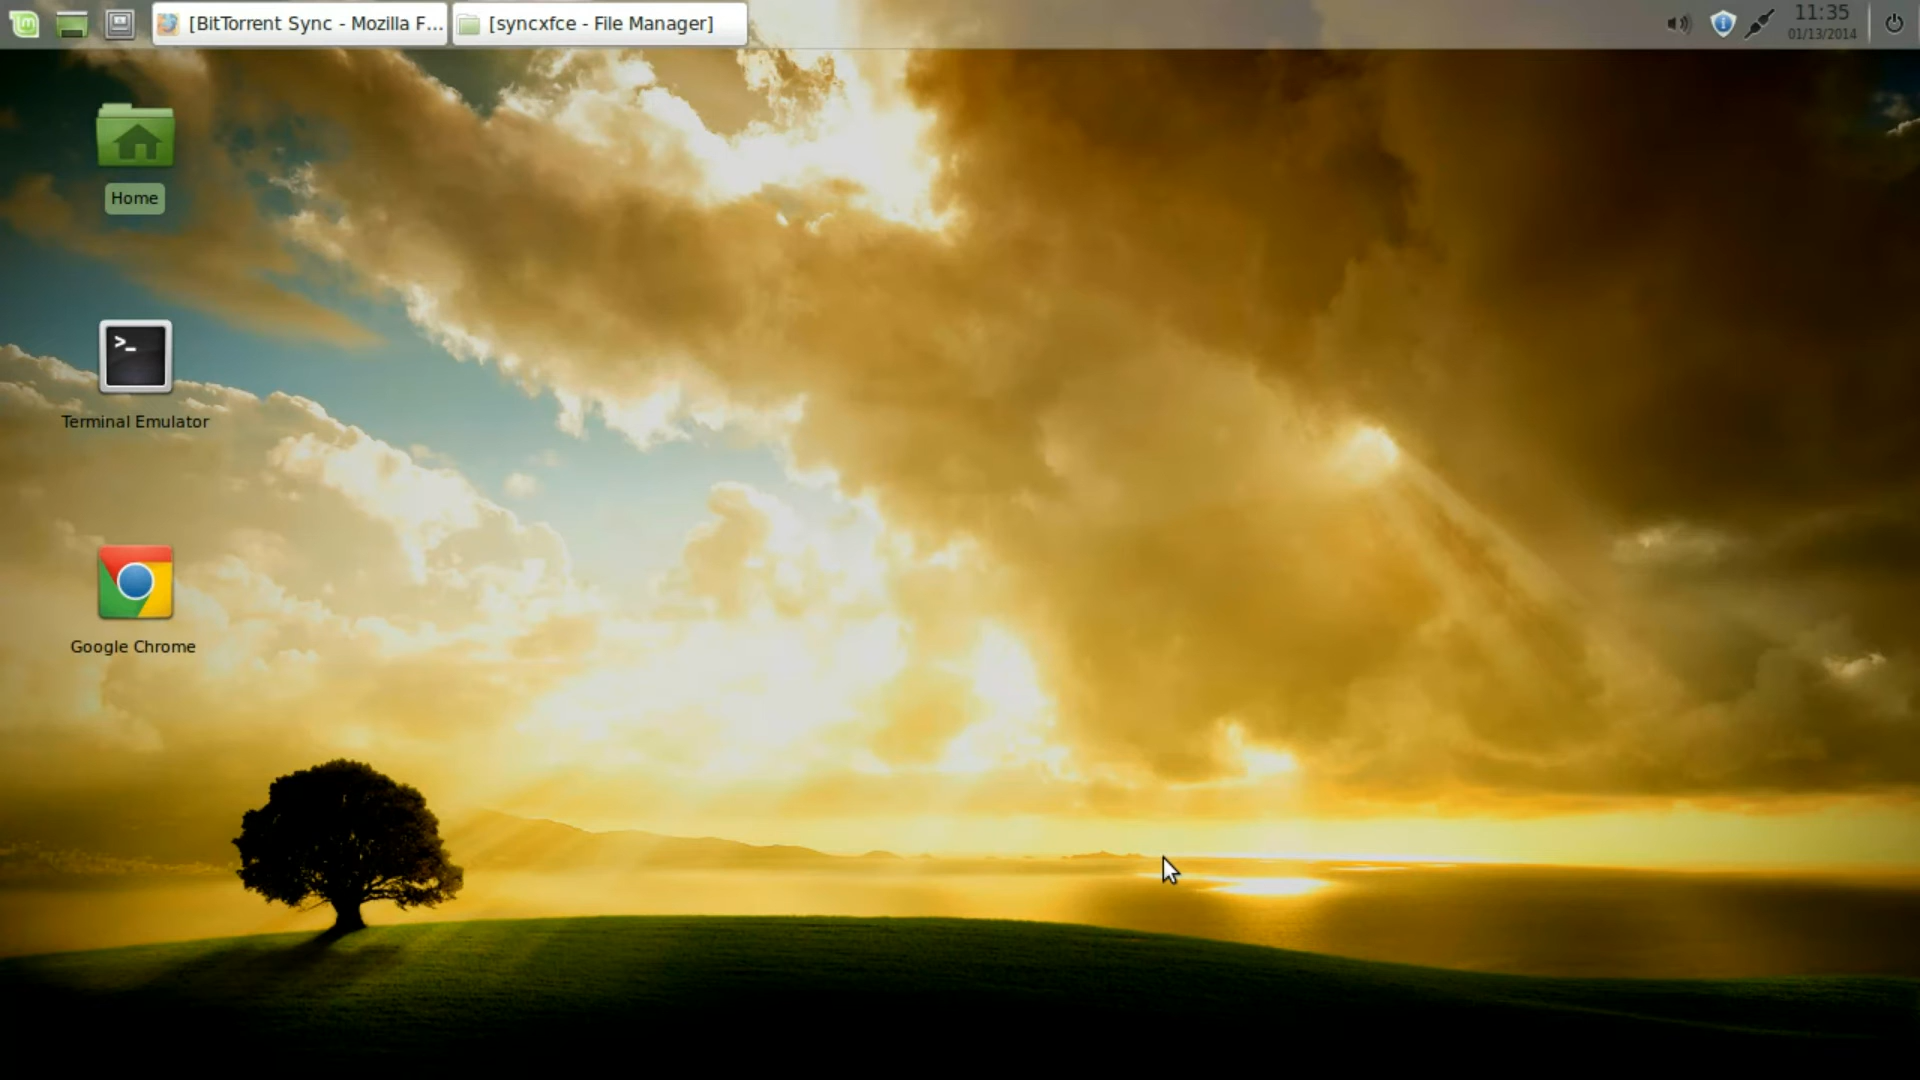 [BitTorrent Sync - Mozilla F...
[syncxfce - File Manager]
11:35
01/13/2014
Home
>_
Terminal Emulator
Google Chrome